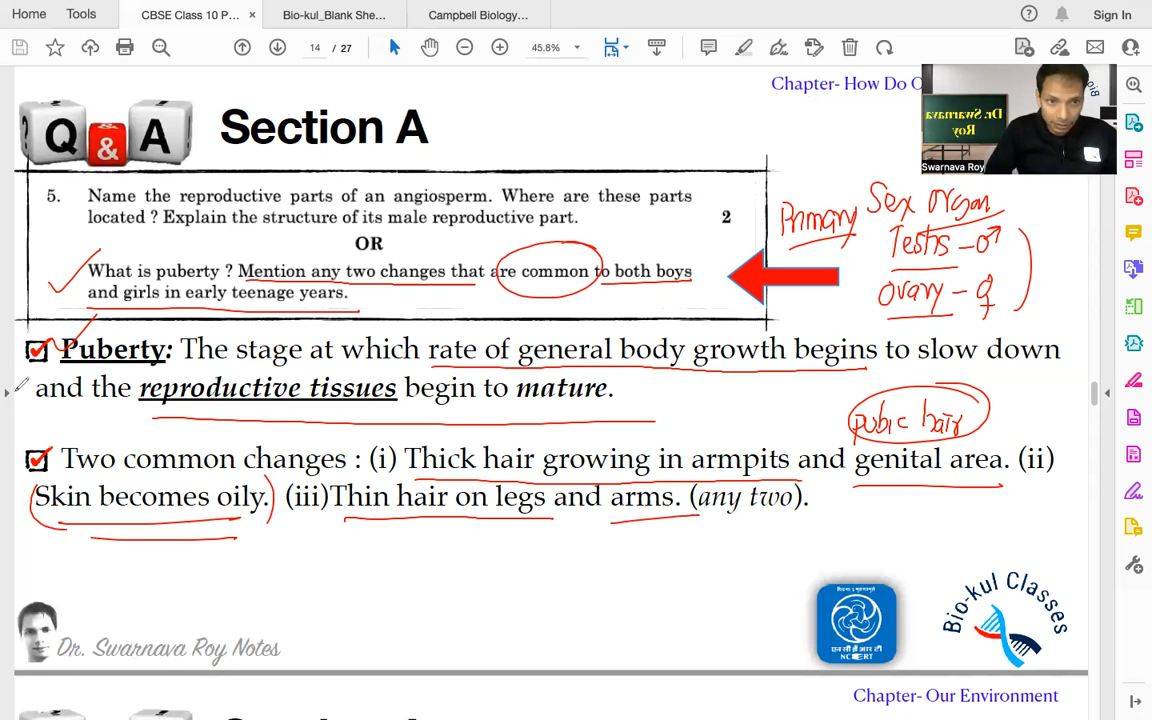 Home Tools CBSE Class 10 P... × Bio-kul_Blank She... Campbell Biology... Sign In
14 / 27 45.8%
Chapter- How Do O
Q & A Section A
Dr. Swarnava
Roy
Swarnava Roy
5. Name the reproductive parts of an angiosperm. Where are these parts
located ? Explain the structure of its male reproductive part. 2
OR
What is puberty ? Mention any two changes that are common to both boys
and girls in early teenage years.
Primary Sex Organ
Testis - ♂
Ovary - ♀
Puberty: The stage at which rate of general body growth begins to slow down
and the reproductive tissues begin to mature.
pubic hair
Two common changes : (i) Thick hair growing in armpits and genital area. (ii)
Skin becomes oily. (iii)Thin hair on legs and arms. (any two).
Dr. Swarnava Roy Notes
एन सी ई आर टी
NCERT
Bio-kul Classes
Chapter- Our Environment